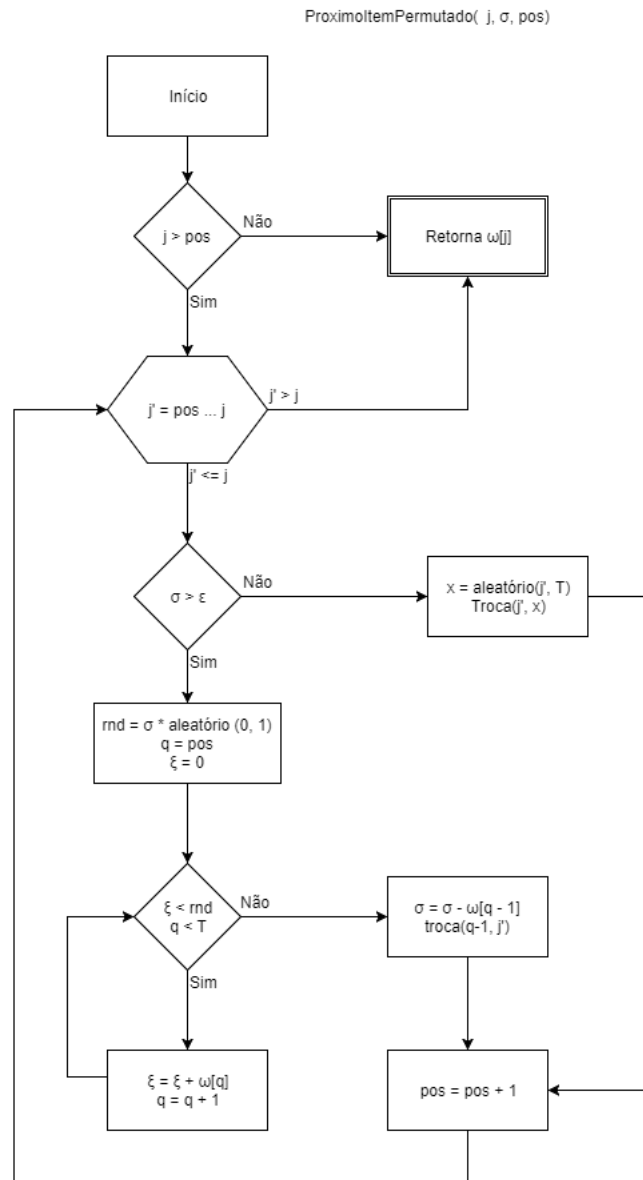 ProximoItemPermutado( j, σ, pos)
Início
j > pos
Não
Retorna ω[j]
Sim
j' = pos ... j
j' > j
j' <= j
σ > ε
Não
x = aleatório(j', T)
Troca(j', x)
Sim
rnd = σ * aleatório (0, 1)
q = pos
ξ = 0
ξ < rnd
q < T
Não
σ = σ - ω[q - 1]
troca(q-1, j')
Sim
ξ = ξ + ω[q]
q = q + 1
pos = pos + 1